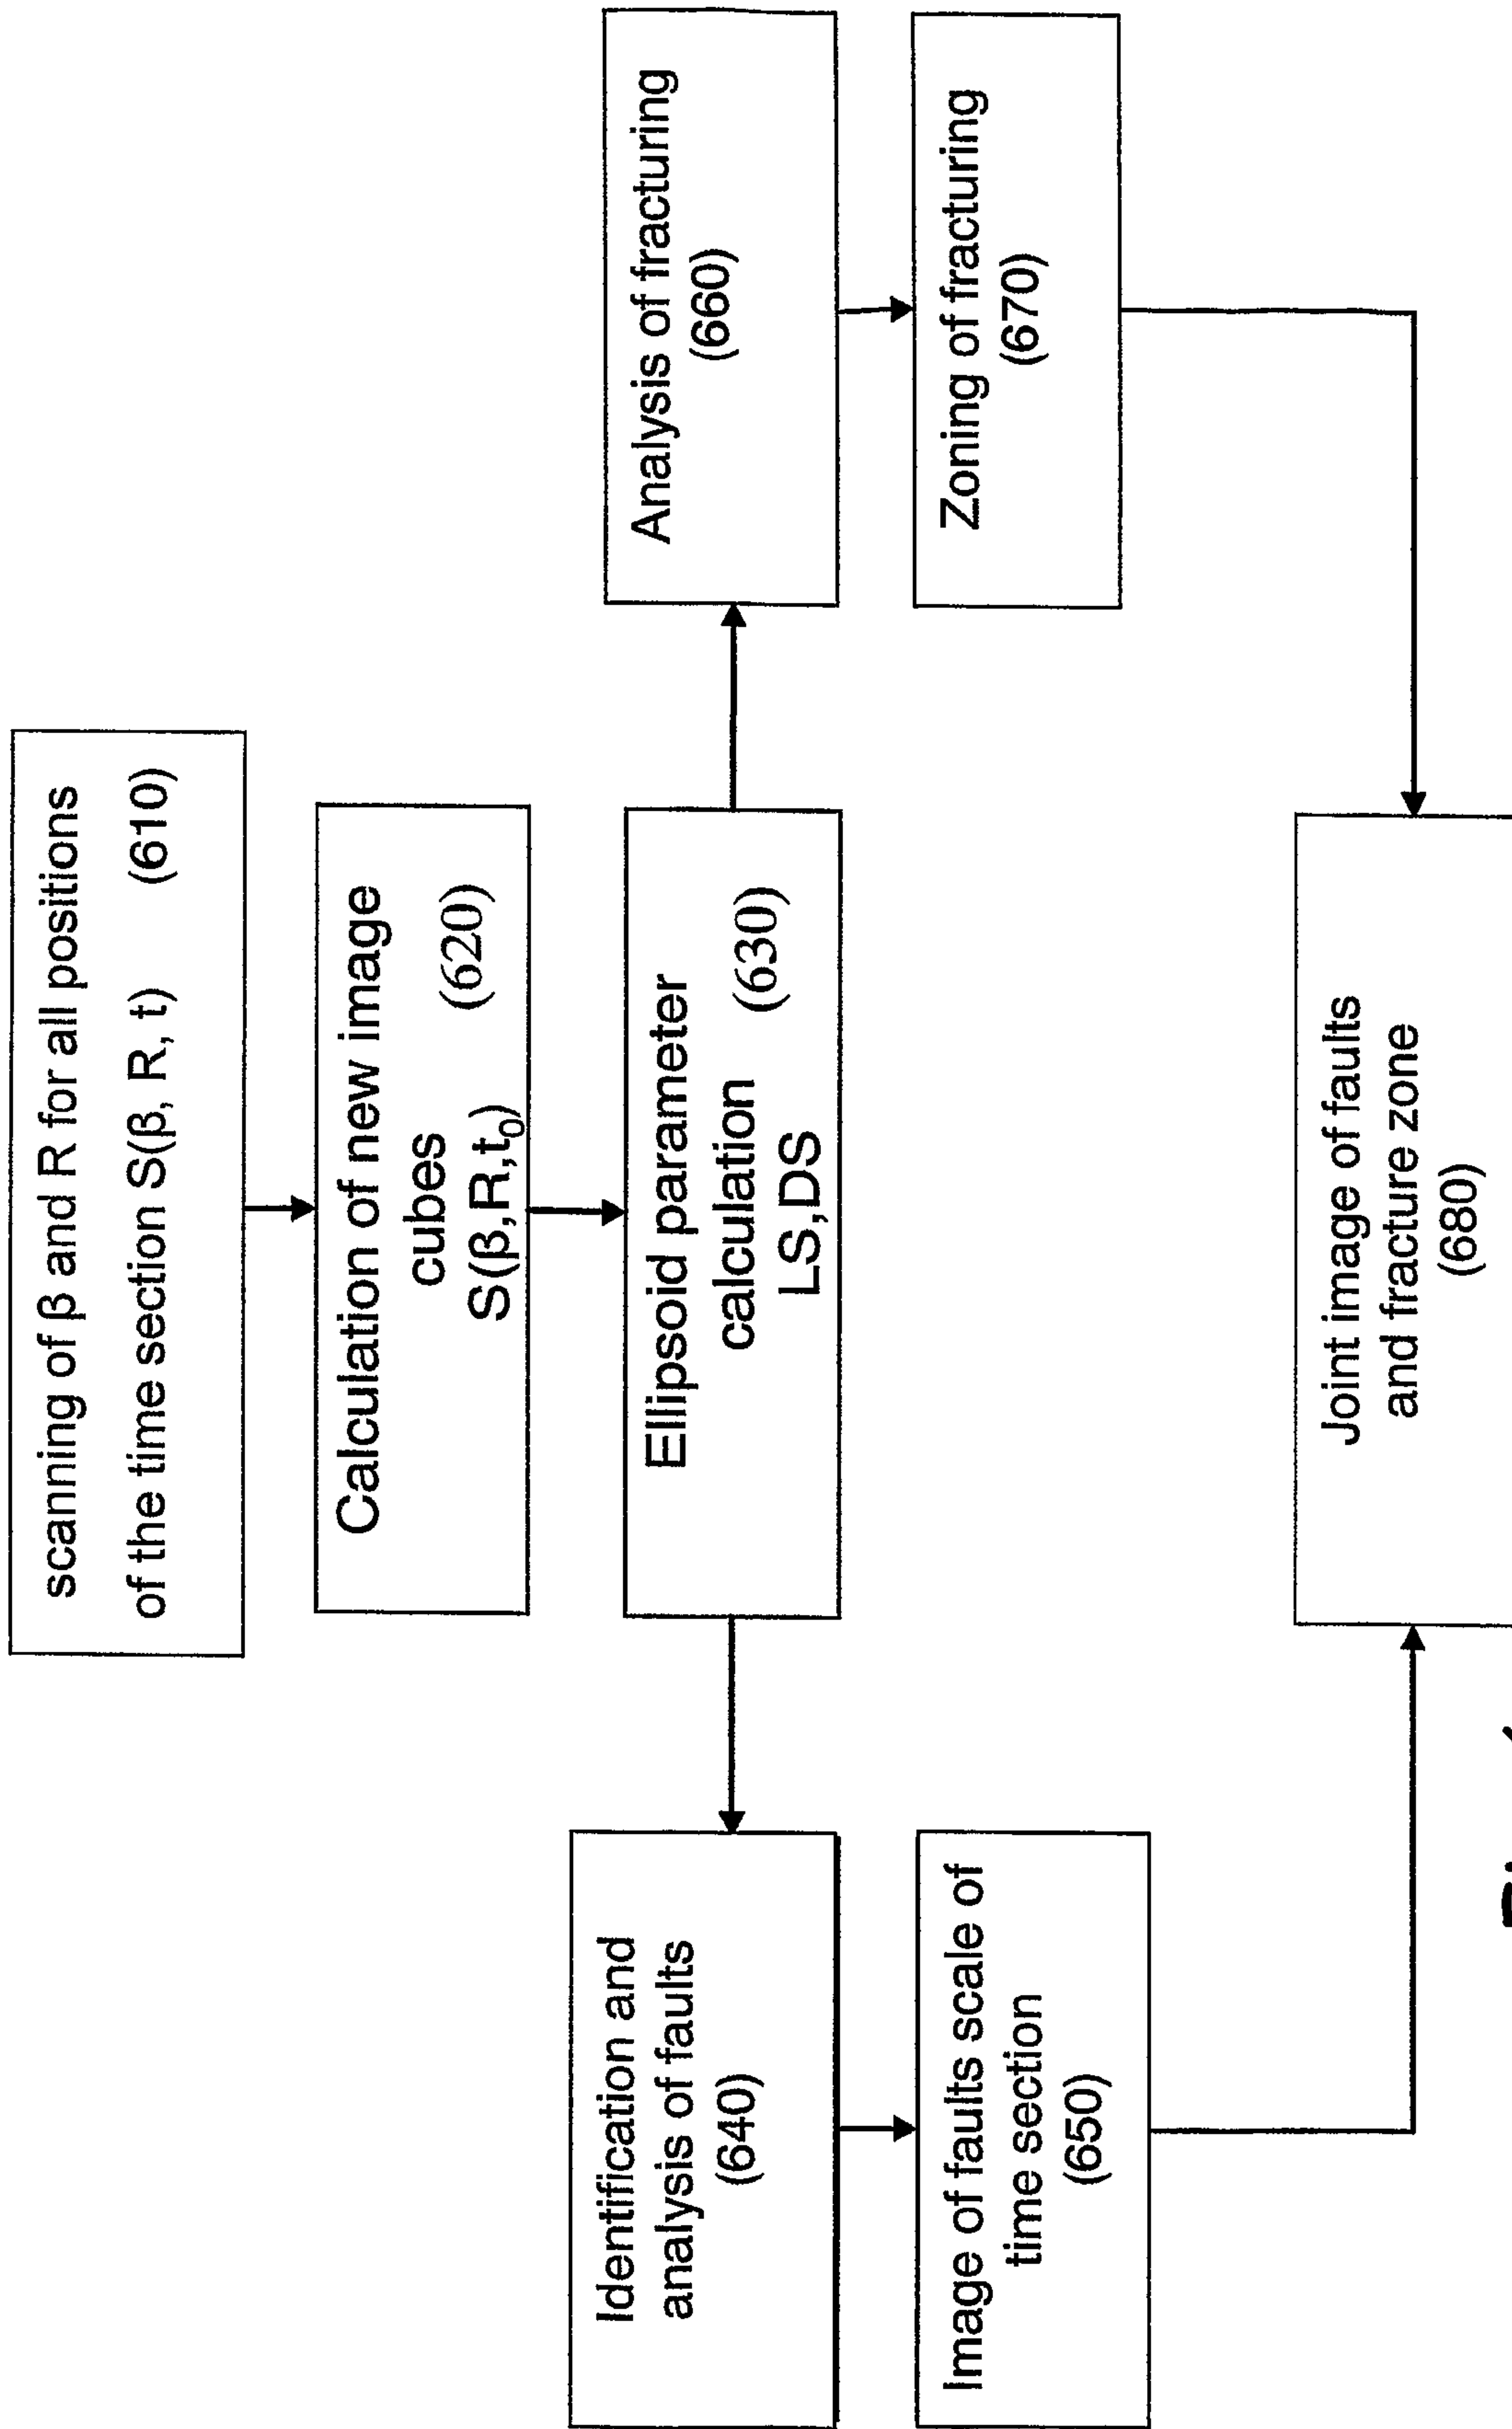 scanning of β and R for all positions
of the time section S(β, R, t) (610)
Calculation of new image
cubes (620)
S(β,R,t₀)
Ellipsoid parameter
calculation (630)
LS,DS
Identification and
analysis of faults
(640)
Image of faults scale of
time section
(650)
Analysis of fracturing
(660)
Zoning of fracturing
(670)
Joint image of faults
and fracture zone
(680)